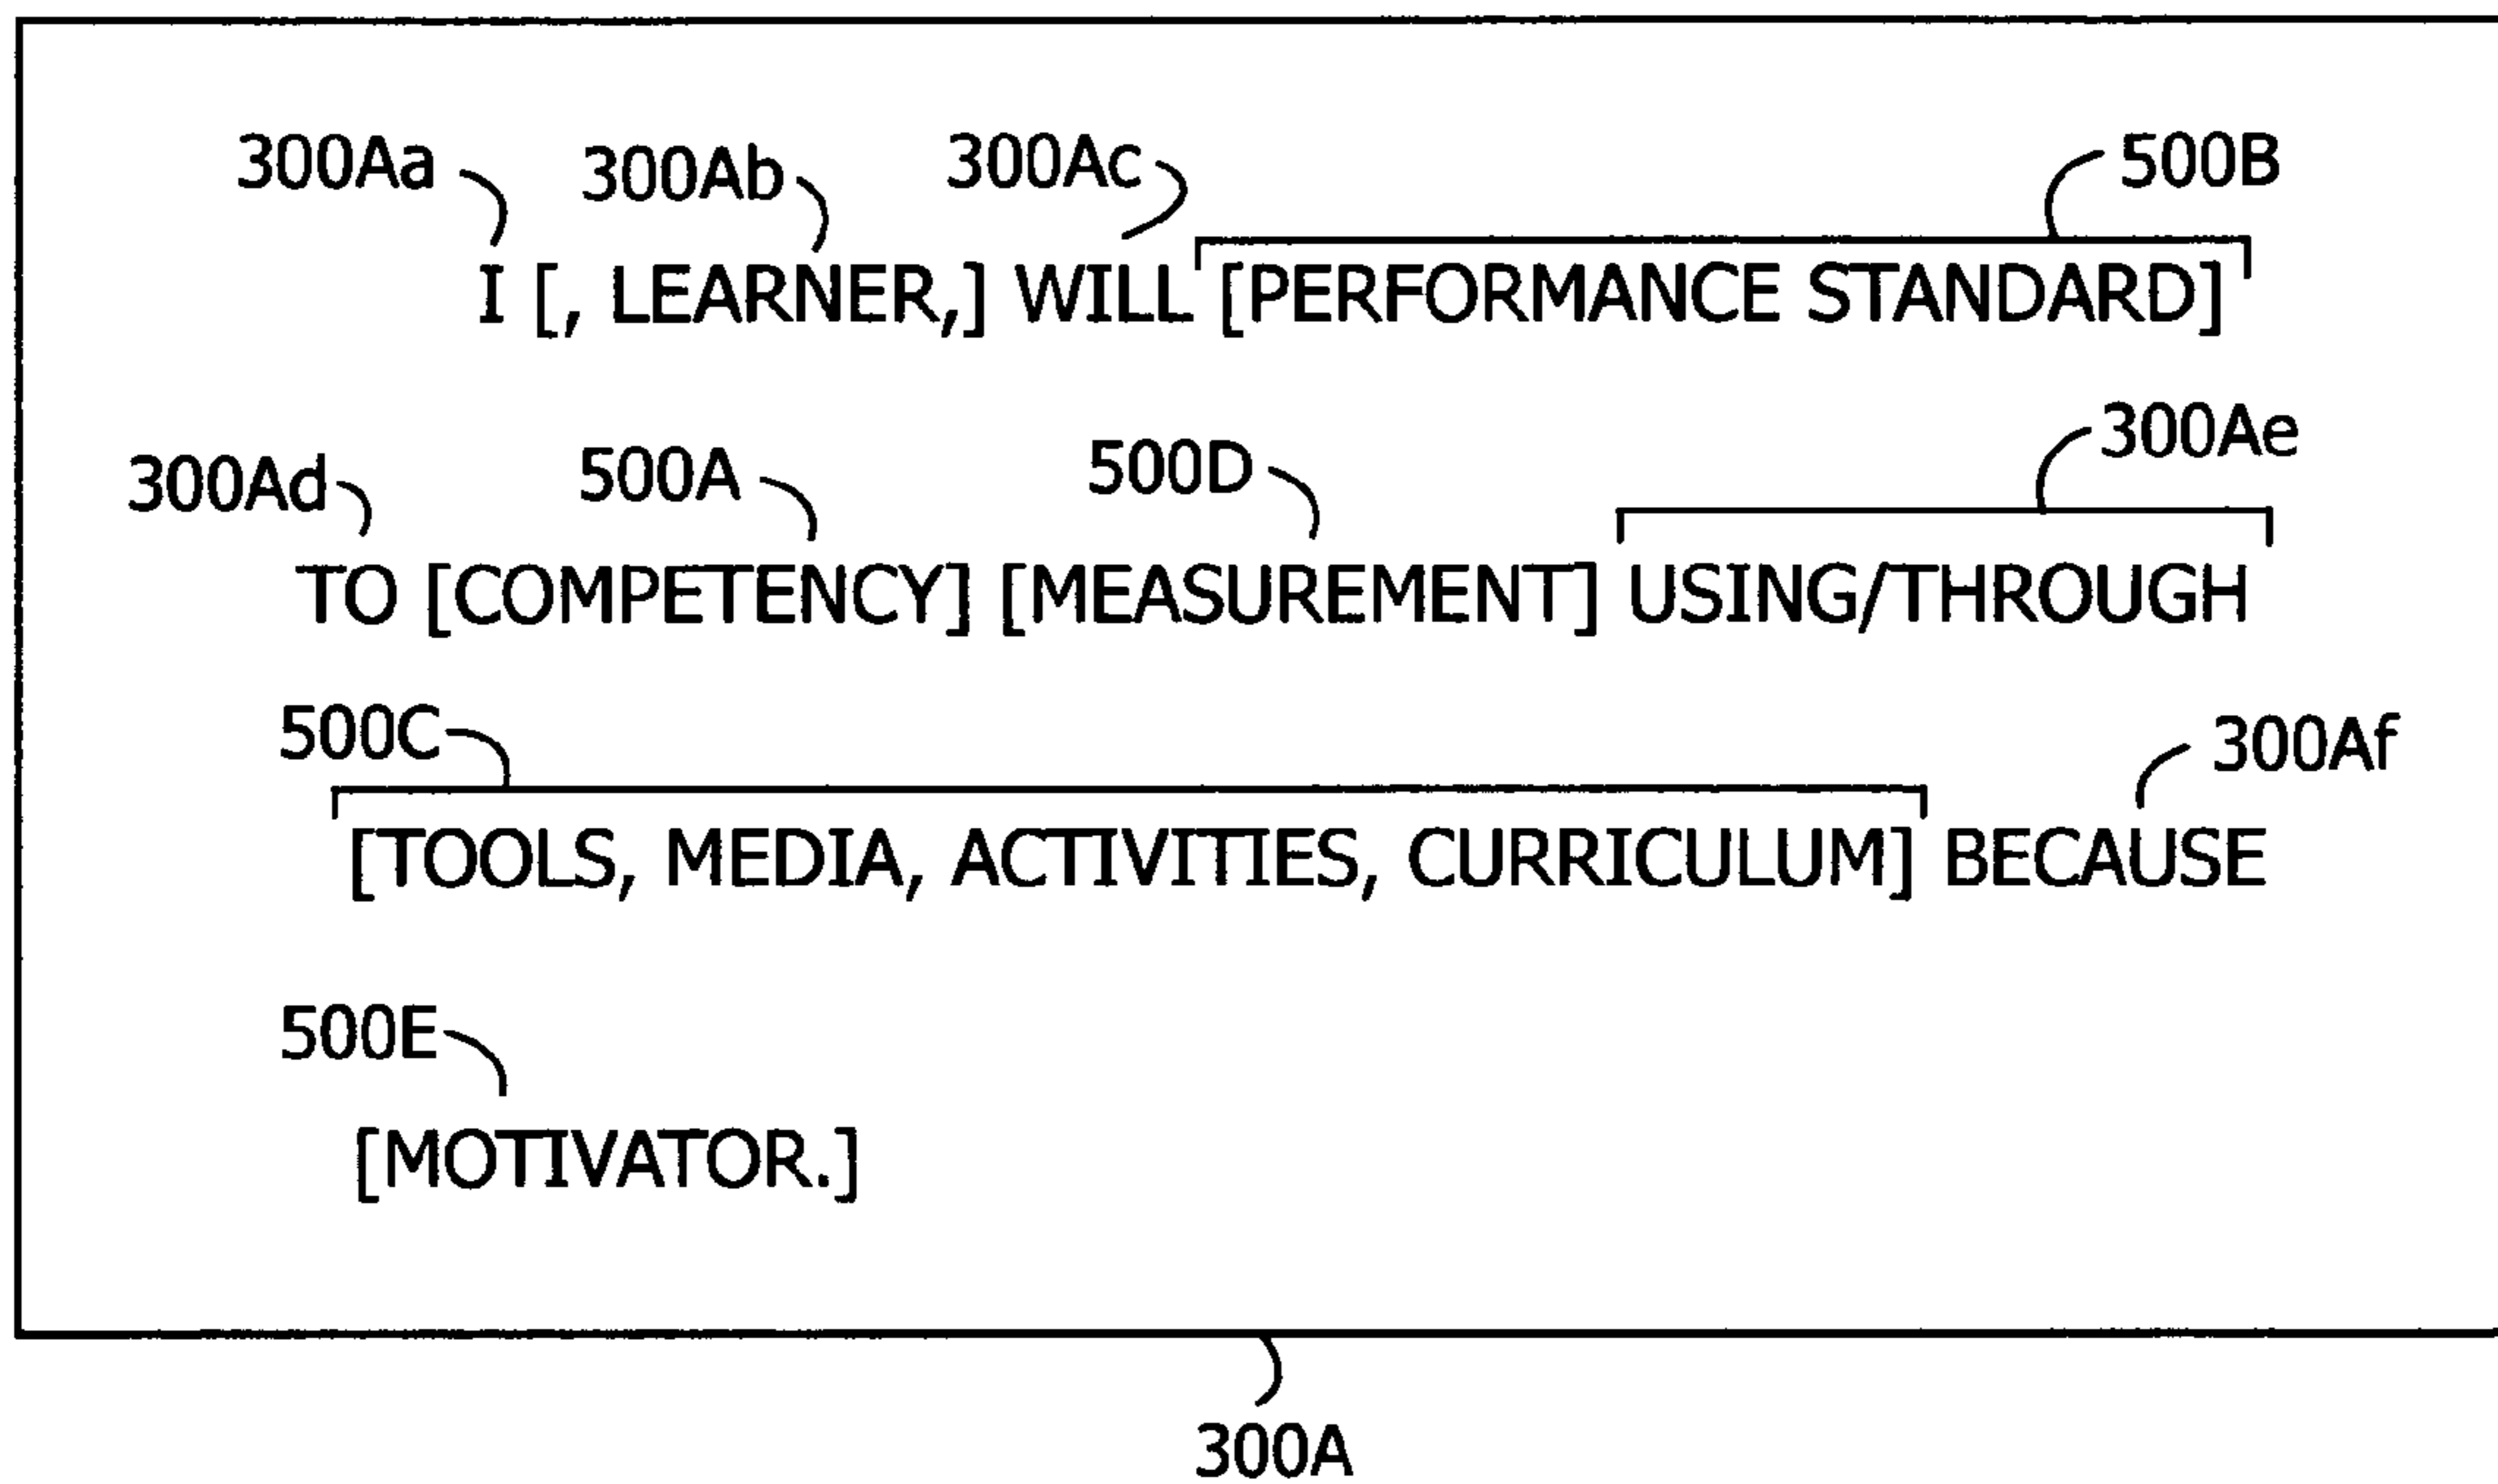 300Aa 300Ab 300Ac 500B
I [, LEARNER,] WILL [PERFORMANCE STANDARD]
300Ad 500A 500D 300Ae
TO [COMPETENCY] [MEASUREMENT] USING/THROUGH
500C 300Af
[TOOLS, MEDIA, ACTIVITIES, CURRICULUM] BECAUSE
500E
[MOTIVATOR.]
300A